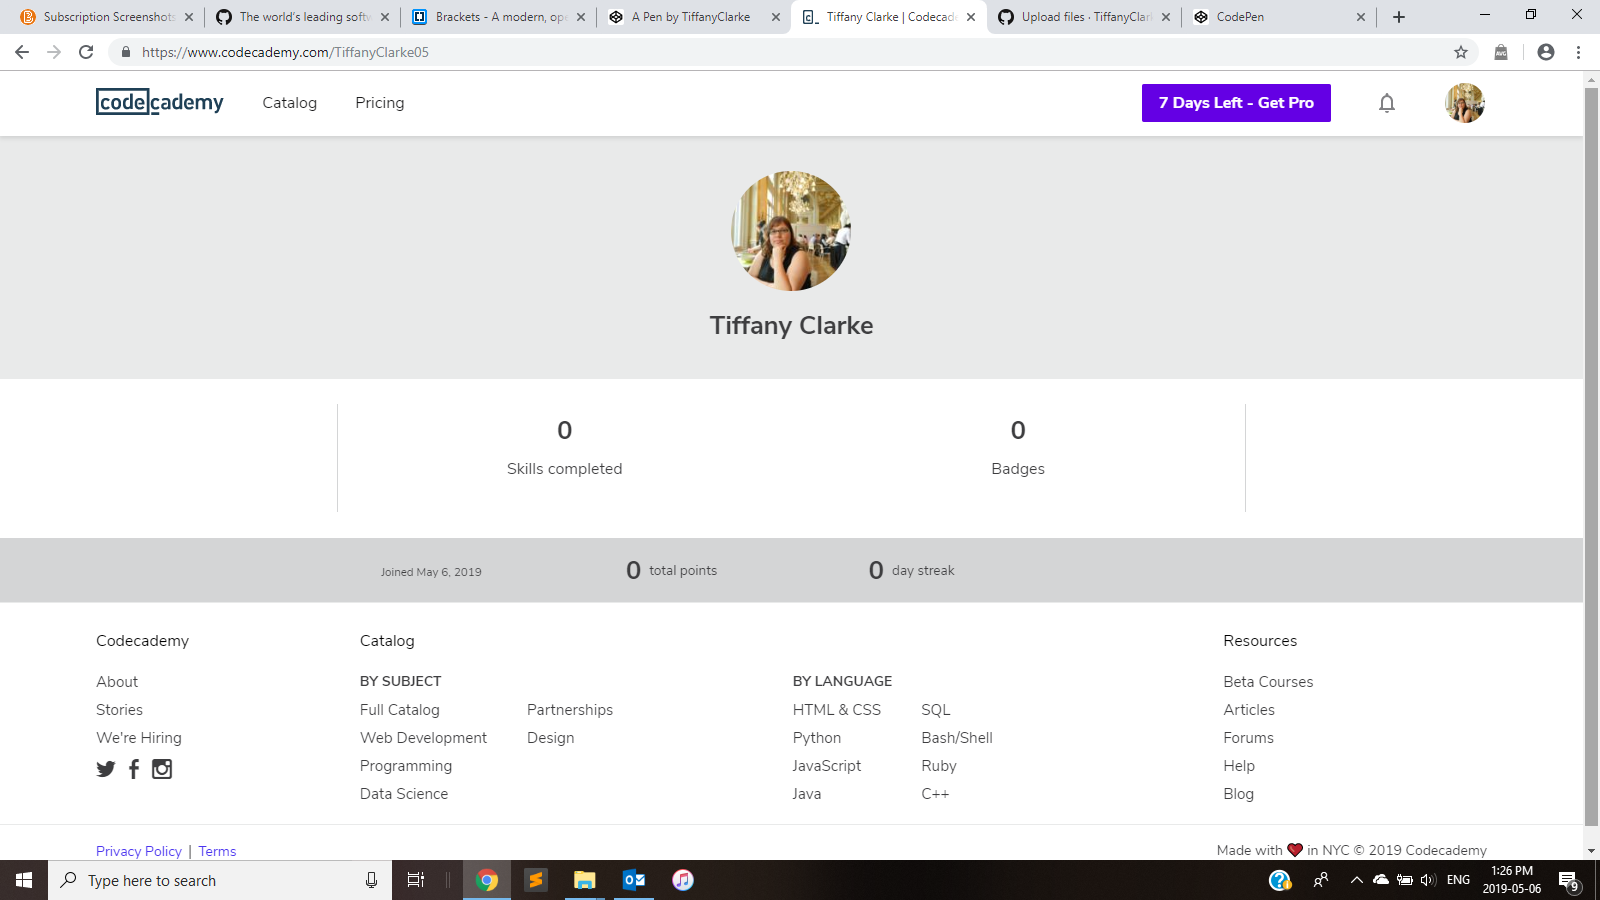 Subscription Screenshots
The world's leading softw
Brackets - A modern, ope
A Pen by TiffanyClarke
Tiffany Clarke | Codecade
Upload files · TiffanyClark
CodePen
https://www.codecademy.com/TiffanyClarke05
codecademy
Catalog
Pricing
7 Days Left - Get Pro
Tiffany Clarke
0
Skills completed
0
Badges
Joined May 6, 2019
0 total points
0 day streak
Codecademy
About
Stories
We're Hiring
Catalog
BY SUBJECT
Full Catalog
Web Development
Programming
Data Science
Partnerships
Design
BY LANGUAGE
HTML & CSS
Python
JavaScript
Java
SQL
Bash/Shell
Ruby
C++
Resources
Beta Courses
Articles
Forums
Help
Blog
Privacy Policy | Terms
Made with ❤ in NYC © 2019 Codecademy
Type here to search
ENG
1:26 PM
2019-05-06
9